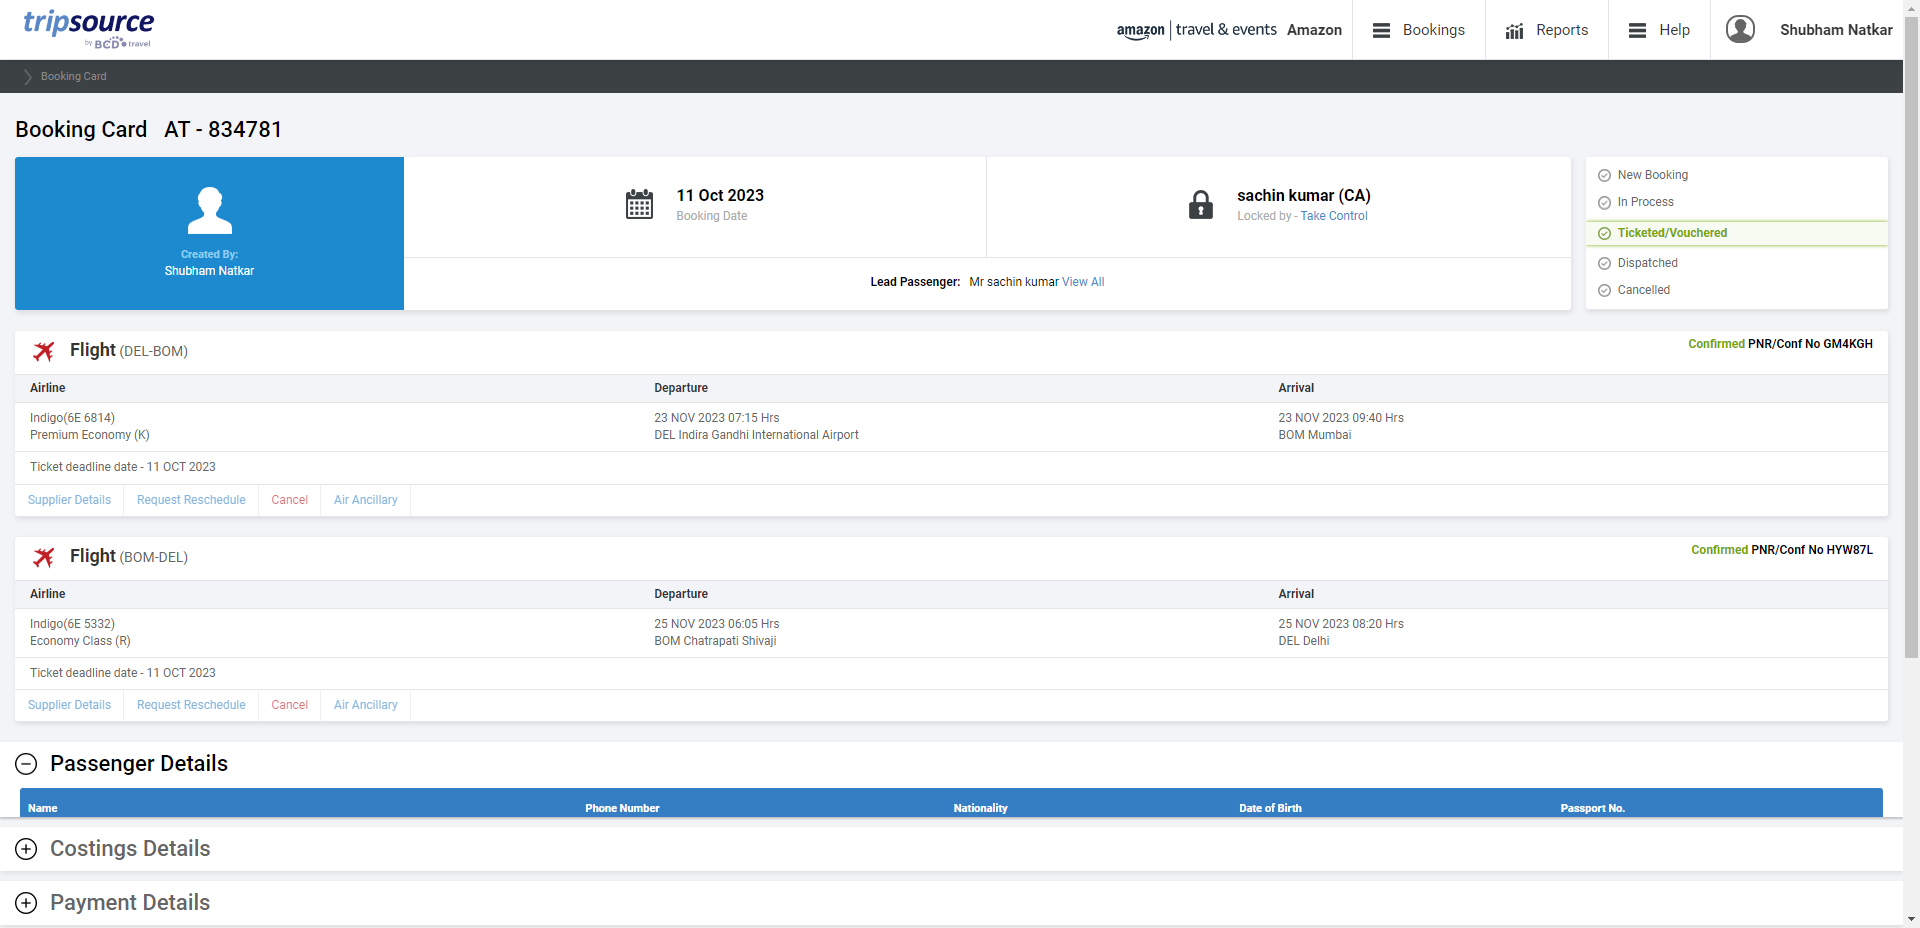 tripsource
by BCD travel
amazon | travel & events Amazon
Bookings
Reports
Help
Shubham Natkar
Booking Card
Booking Card AT - 834781
Created By:
Shubham Natkar
11 Oct 2023
Booking Date
sachin kumar (CA)
Locked by - Take Control
Lead Passenger: Mr sachin kumar View All
New Booking
In Process
Ticketed/Vouchered
Dispatched
Cancelled
Flight (DEL-BOM)
Confirmed PNR/Conf No GM4KGH
Airline Departure Arrival
Indigo(6E 6814) 23 NOV 2023 07:15 Hrs 23 NOV 2023 09:40 Hrs
Premium Economy (K) DEL Indira Gandhi International Airport BOM Mumbai
Ticket deadline date - 11 OCT 2023
Supplier Details Request Reschedule Cancel Air Ancillary
Flight (BOM-DEL)
Confirmed PNR/Conf No HYW87L
Airline Departure Arrival
Indigo(6E 5332) 25 NOV 2023 06:05 Hrs 25 NOV 2023 08:20 Hrs
Economy Class (R) BOM Chatrapati Shivaji DEL Delhi
Ticket deadline date - 11 OCT 2023
Supplier Details Request Reschedule Cancel Air Ancillary
Passenger Details
Name Phone Number Nationality Date of Birth Passport No.
Costings Details
Payment Details